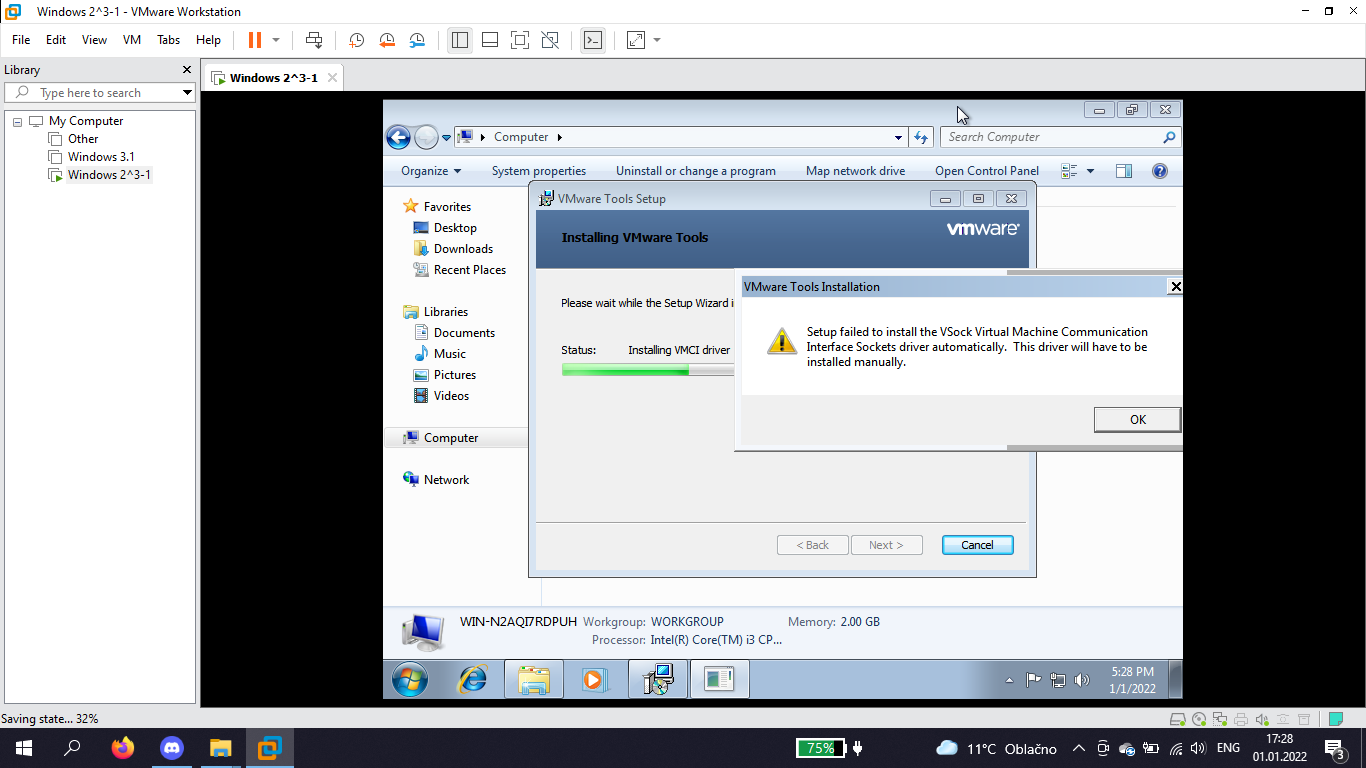 Windows 2^3-1 - VMware Workstation
File Edit View VM Tabs Help
Library
Type here to search
My Computer
Other
Windows 3.1
Windows 2^3-1
Windows 2^3-1
Computer
Search Computer
Organize System properties Uninstall or change a program Map network drive Open Control Panel
Favorites
Desktop
Downloads
Recent Places
Libraries
Documents
Music
Pictures
Videos
Computer
Network
VMware Tools Setup
Installing VMware Tools
vmware
Please wait while the Setup Wizard i
Status: Installing VMCI driver
VMware Tools Installation
Setup failed to install the VSock Virtual Machine Communication
Interface Sockets driver automatically. This driver will have to be
installed manually.
OK
< Back Next > Cancel
WIN-N2AQI7RDPUH Workgroup: WORKGROUP Memory: 2.00 GB
Processor: Intel(R) Core(TM) i3 CP...
5:28 PM
1/1/2022
Saving state... 32%
75%
11°C Oblačno
ENG
17:28
01.01.2022
3